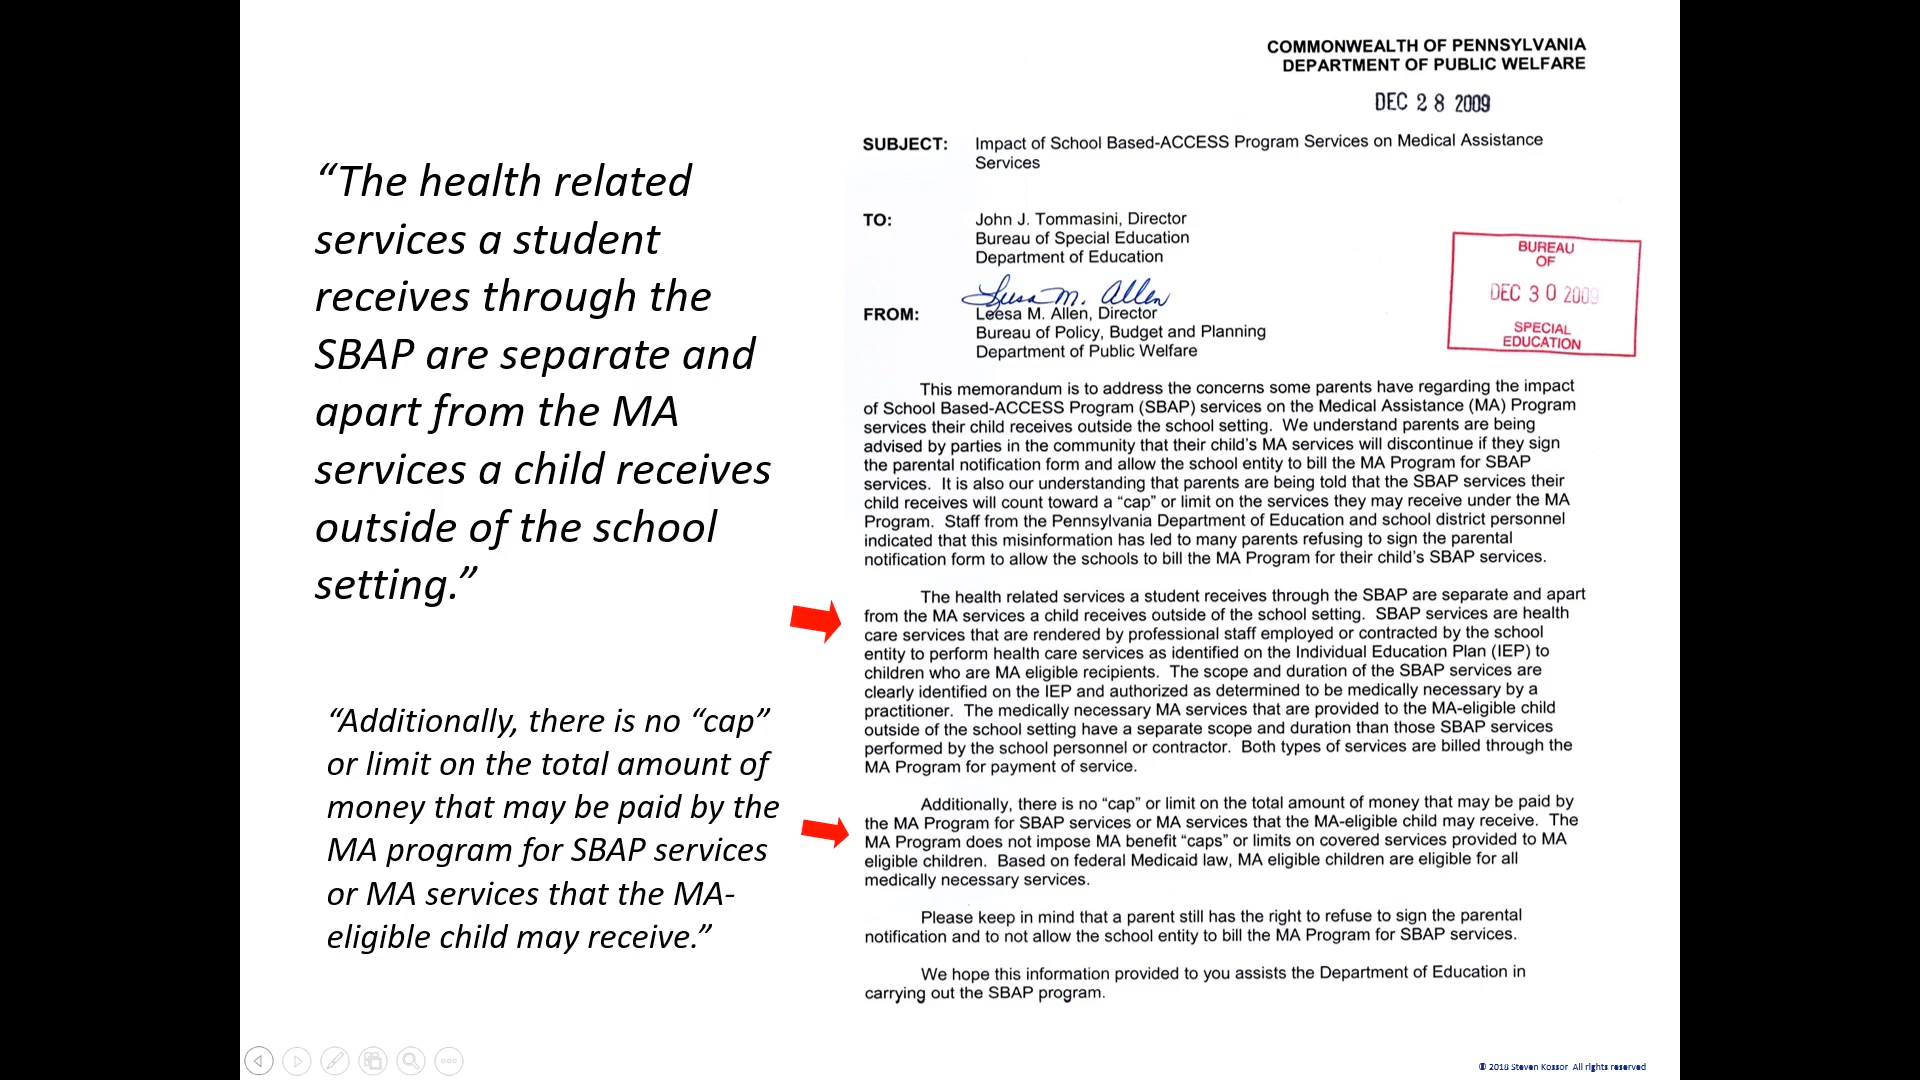 “The health related
services a student
receives through the
SBAP are separate and
apart from the MA
services a child receives
outside of the school
setting.”
“Additionally, there is no “cap”
or limit on the total amount of
money that may be paid by the
MA program for SBAP services
or MA services that the MA-
eligible child may receive.”
COMMONWEALTH OF PENNSYLVANIA
DEPARTMENT OF PUBLIC WELFARE
DEC 28 2009
SUBJECT: Impact of School Based-ACCESS Program Services on Medical Assistance
Services
TO: John J. Tommasini, Director
Bureau of Special Education
Department of Education
BUREAU
OF
DEC 30 2009
SPECIAL
EDUCATION
Leesa M. Allen
FROM: Leesa M. Allen, Director
Bureau of Policy, Budget and Planning
Department of Public Welfare
This memorandum is to address the concerns some parents have regarding the impact
of School Based-ACCESS Program (SBAP) services on the Medical Assistance (MA) Program
services their child receives outside the school setting. We understand parents are being
advised by parties in the community that their child’s MA services will discontinue if they sign
the parental notification form and allow the school entity to bill the MA Program for SBAP
services. It is also our understanding that parents are being told that the SBAP services their
child receives will count toward a “cap” or limit on the services they may receive under the MA
Program. Staff from the Pennsylvania Department of Education and school district personnel
indicated that this misinformation has led to many parents refusing to sign the parental
notification form to allow the schools to bill the MA Program for their child’s SBAP services.
The health related services a student receives through the SBAP are separate and apart
from the MA services a child receives outside of the school setting. SBAP services are health
care services that are rendered by professional staff employed or contracted by the school
entity to perform health care services as identified on the Individual Education Plan (IEP) to
children who are MA eligible recipients. The scope and duration of the SBAP services are
clearly identified on the IEP and authorized as determined to be medically necessary by a
practitioner. The medically necessary MA services that are provided to the MA-eligible child
outside of the school setting have a separate scope and duration than those SBAP services
performed by the school personnel or contractor. Both types of services are billed through the
MA Program for payment of service.
Additionally, there is no “cap” or limit on the total amount of money that may be paid by
the MA Program for SBAP services or MA services that the MA-eligible child may receive. The
MA Program does not impose MA benefit “caps” or limits on covered services provided to MA
eligible children. Based on federal Medicaid law, MA eligible children are eligible for all
medically necessary services.
Please keep in mind that a parent still has the right to refuse to sign the parental
notification and to not allow the school entity to bill the MA Program for SBAP services.
We hope this information provided to you assists the Department of Education in
carrying out the SBAP program.
© 2018 Steven Kossor All rights reserved